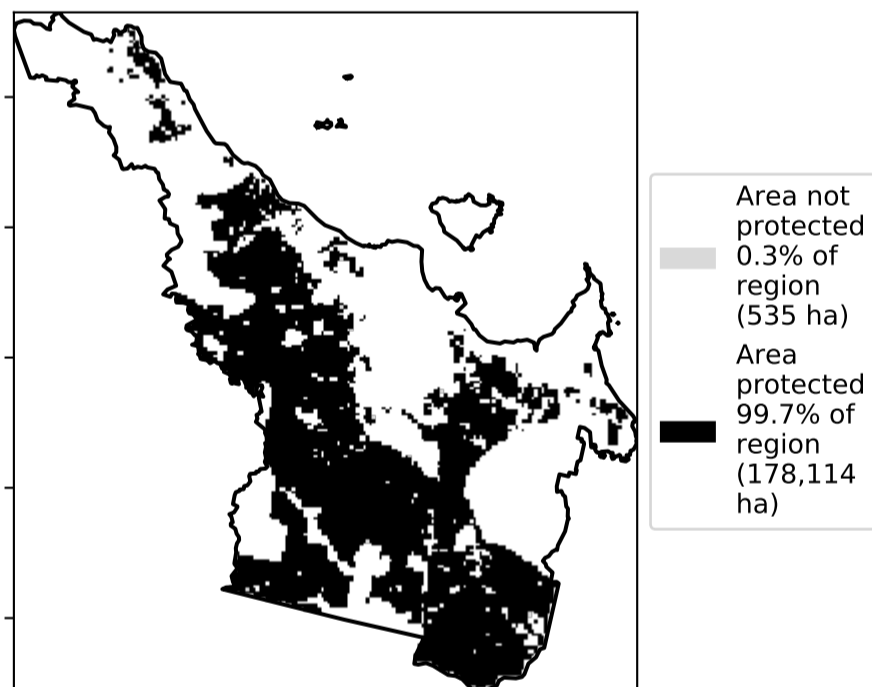 Area not
protected
0.3% of
region
(535 ha)
Area
protected
99.7% of
region
(178,114
ha)